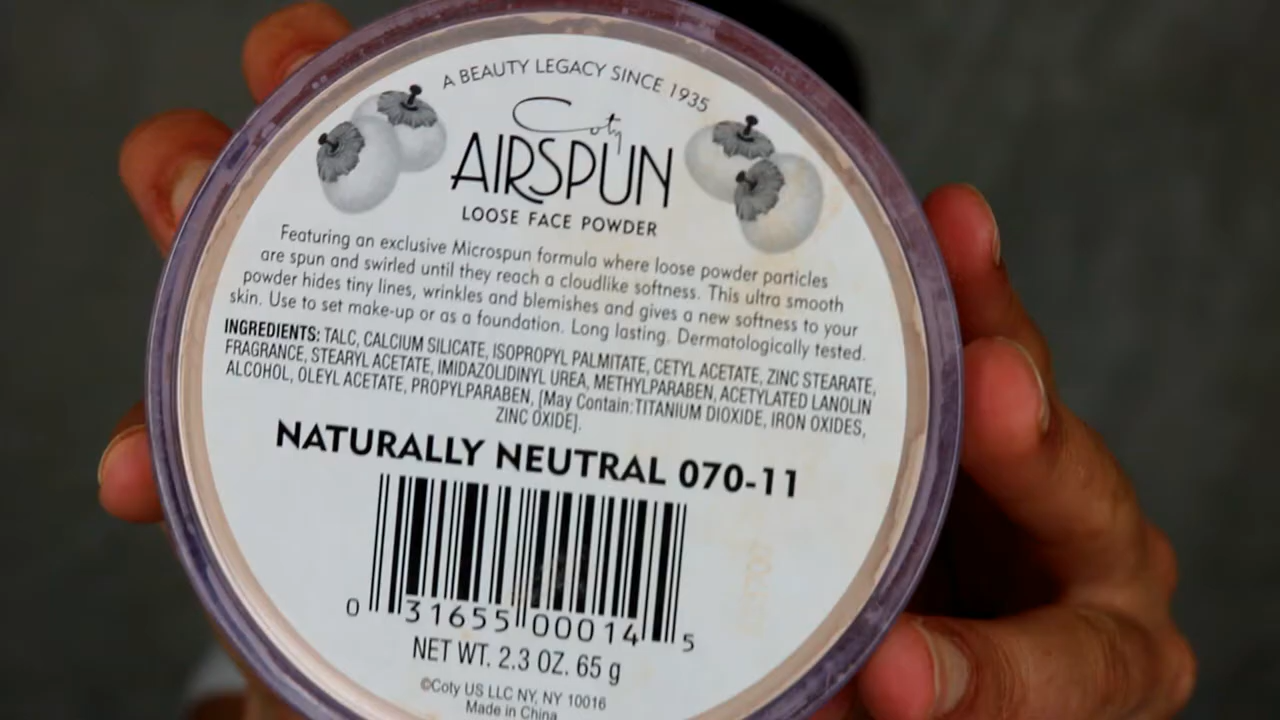 A BEAUTY LEGACY SINCE 1935
Coty
AIRSPUN
LOOSE FACE POWDER
Featuring an exclusive Microspun formula where loose powder particles
are spun and swirled until they reach a cloudlike softness. This ultra smooth
powder hides tiny lines, wrinkles and blemishes and gives a new softness to your
skin. Use to set make-up or as a foundation. Long lasting. Dermatologically tested.
INGREDIENTS: TALC, CALCIUM SILICATE, ISOPROPYL PALMITATE, CETYL ACETATE, ZINC STEARATE,
FRAGRANCE, STEARYL ACETATE, IMIDAZOLIDINYL UREA, METHYLPARABEN, ACETYLATED LANOLIN
ALCOHOL, OLEYL ACETATE, PROPYLPARABEN, [May Contain: TITANIUM DIOXIDE, IRON OXIDES,
ZINC OXIDE].
NATURALLY NEUTRAL 070-11
0 31655 00014 5
NET WT. 2.3 OZ. 65 g
©Coty US LLC NY, NY 10016
Made in China